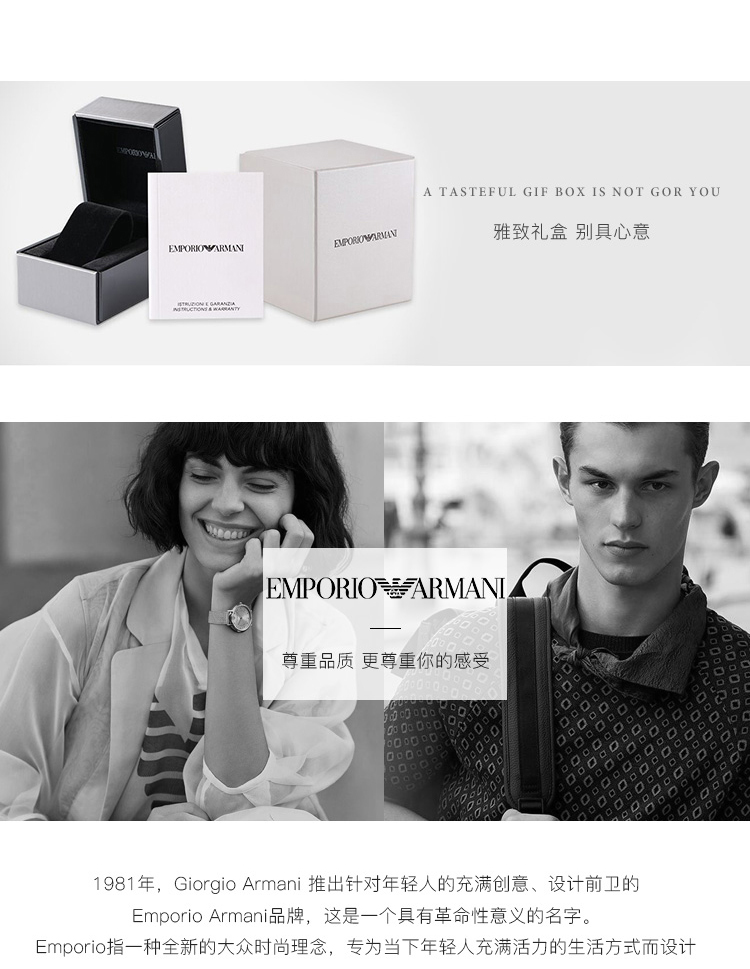 EMPORIO ARMANI
EMPORIO ARMANI
ISTRUZIONI E GARANZIA
INSTRUCTIONS & WARRANTY
EMPORIO ARMANI
A TASTEFUL GIF BOX IS NOT GOR YOU
雅致礼盒 别具心意
EMPORIO ARMANI
尊重品质 更尊重你的感受
1981年，Giorgio Armani 推出针对年轻人的充满创意、设计前卫的
Emporio Armani品牌，这是一个具有革命性意义的名字。
Emporio指一种全新的大众时尚理念，专为当下年轻人充满活力的生活方式而设计